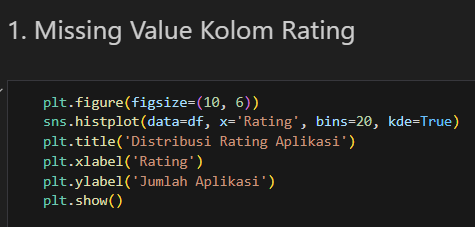 1. Missing Value Kolom Rating
plt.figure(figsize=(10, 6))
sns.histplot(data=df, x='Rating', bins=20, kde=True)
plt.title('Distribusi Rating Aplikasi')
plt.xlabel('Rating')
plt.ylabel('Jumlah Aplikasi')
plt.show()